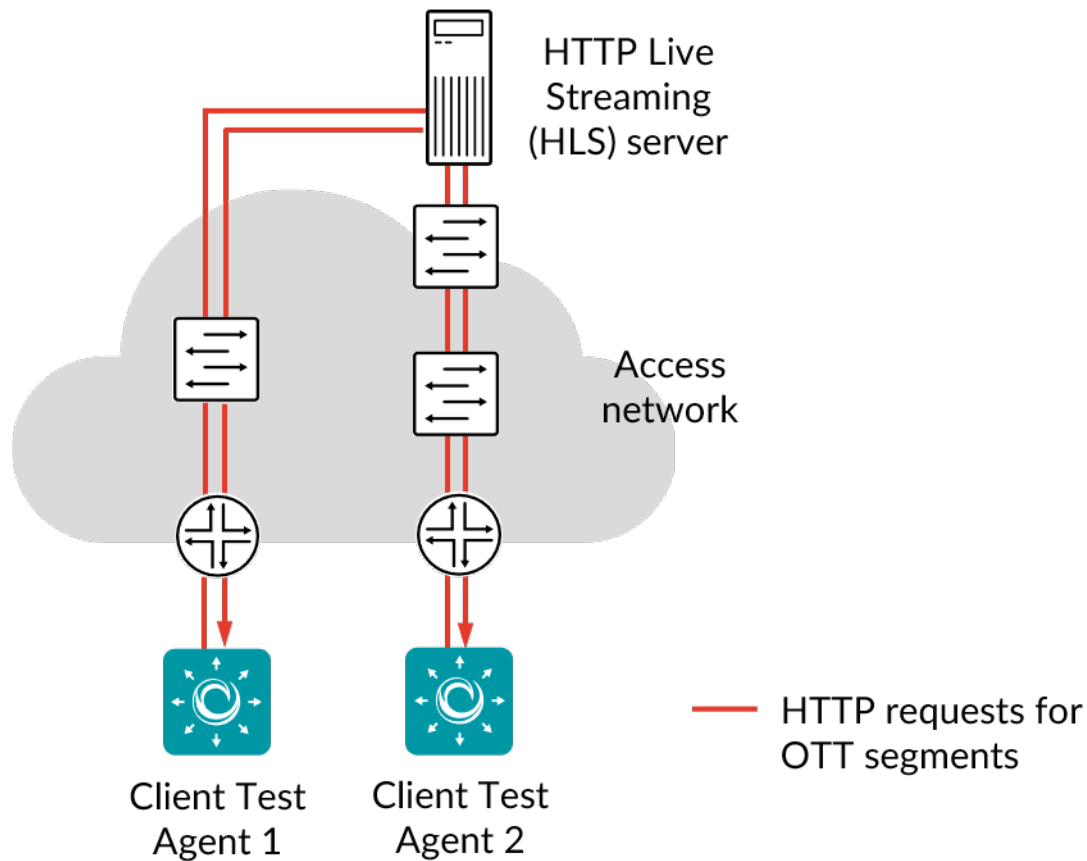 HTTP Live
Streaming
(HLS) server
Access
network
HTTP requests for
OTT segments
Client Test
Agent 1
Client Test
Agent 2